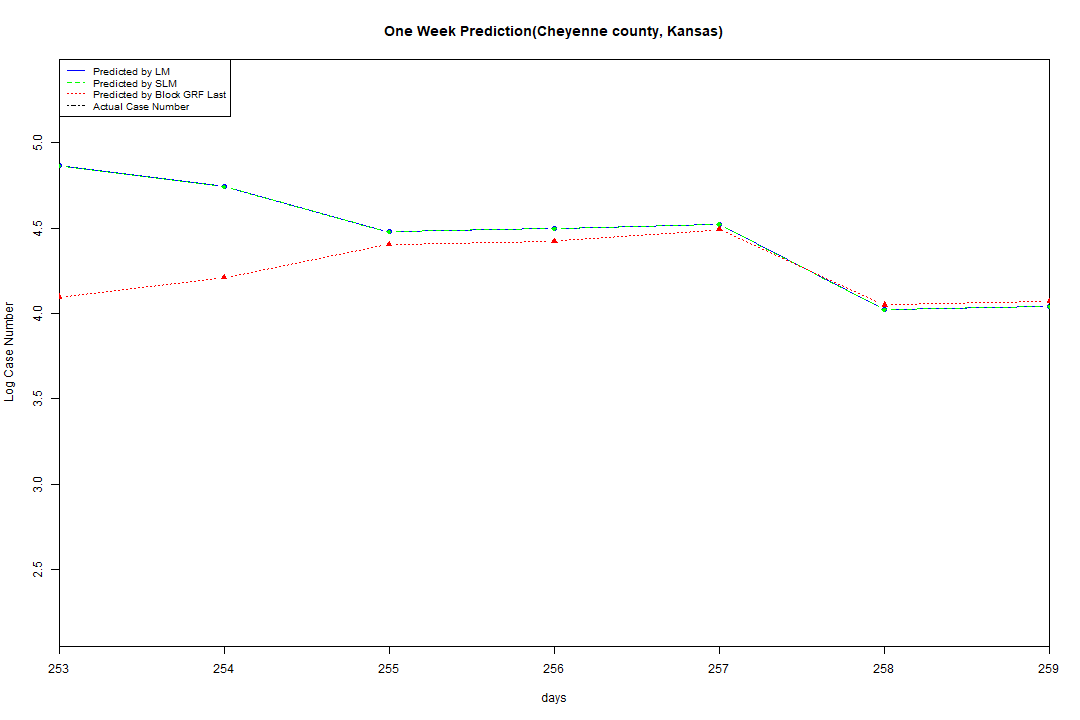 One Week Prediction(Cheyenne county, Kansas)
Predicted by LM
Predicted by SLM
Predicted by Block GRF Last
Actual Case Number
5.0
4.5
4.0
3.5
3.0
2.5
Log Case Number
253 254 255 256 257 258 259
days